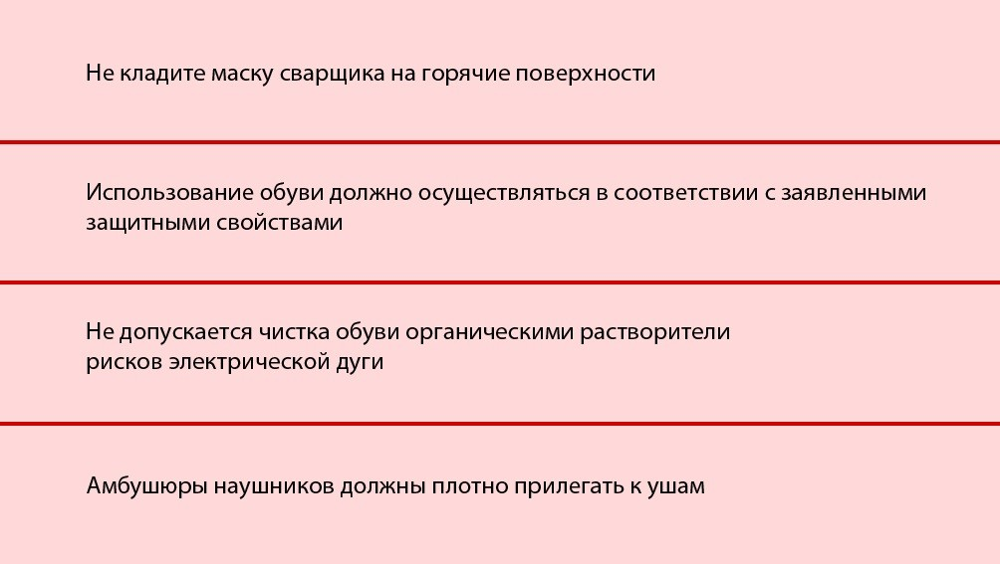 Не кладите маску сварщика на горячие поверхности
Использование обуви должно осуществляться в соответствии с заявленными
защитными свойствами
Не допускается чистка обуви органическими растворители
рисков электрической дуги
Амбушюры наушников должны плотно прилегать к ушам